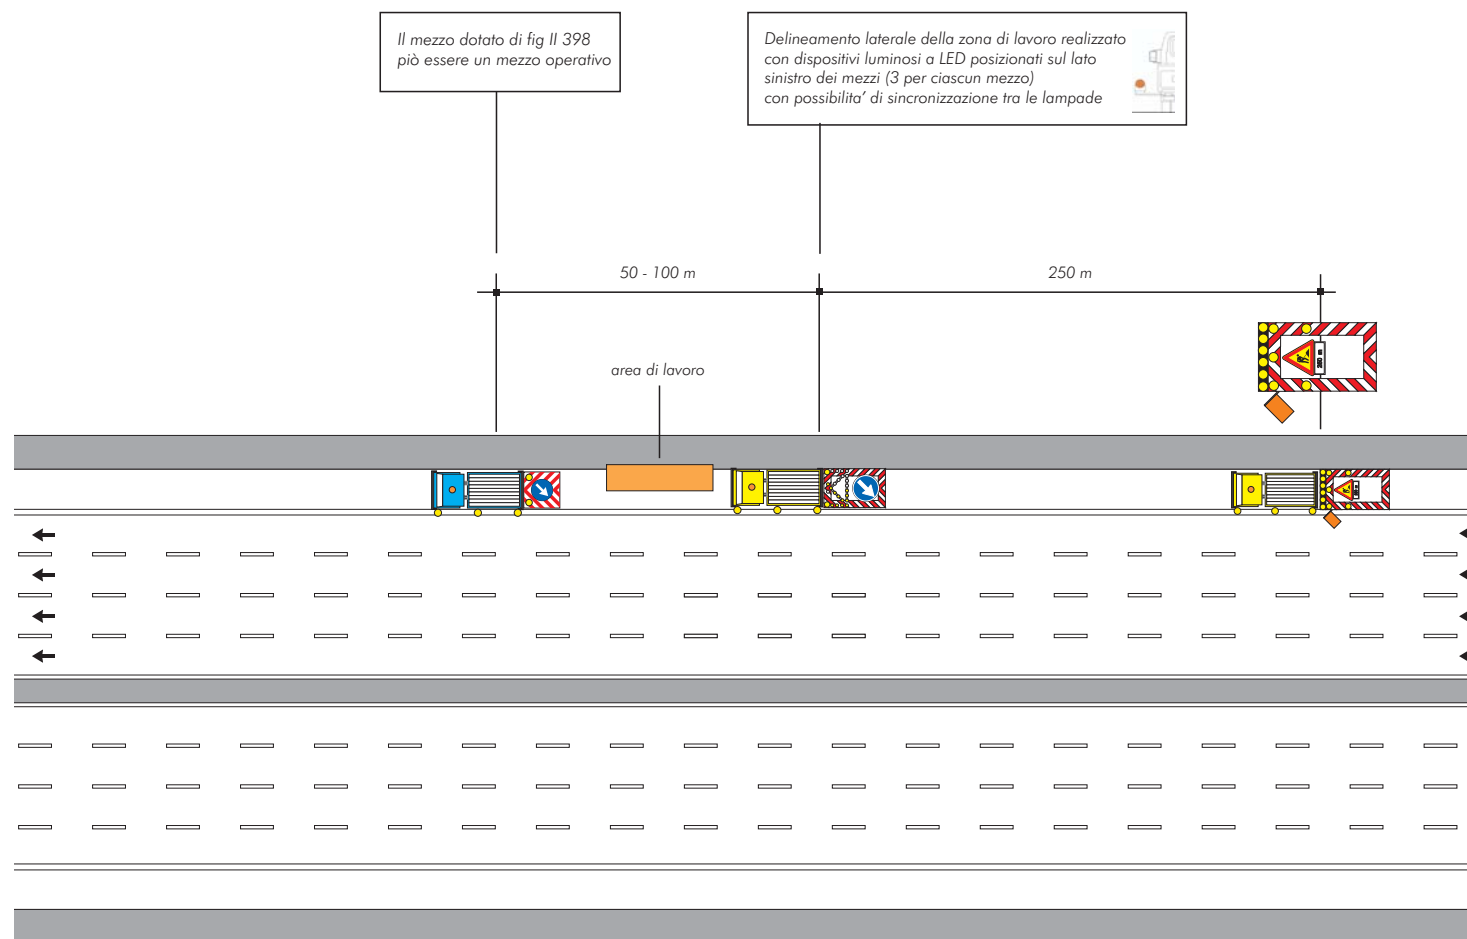 Il mezzo dotato di fig II 398
piò essere un mezzo operativo
Delineamento laterale della zona di lavoro realizzato
con dispositivi luminosi a LED posizionati sul lato
sinistro dei mezzi (3 per ciascun mezzo)
con possibilita' di sincronizzazione tra le lampade
50 - 100 m
250 m
250 m
area di lavoro